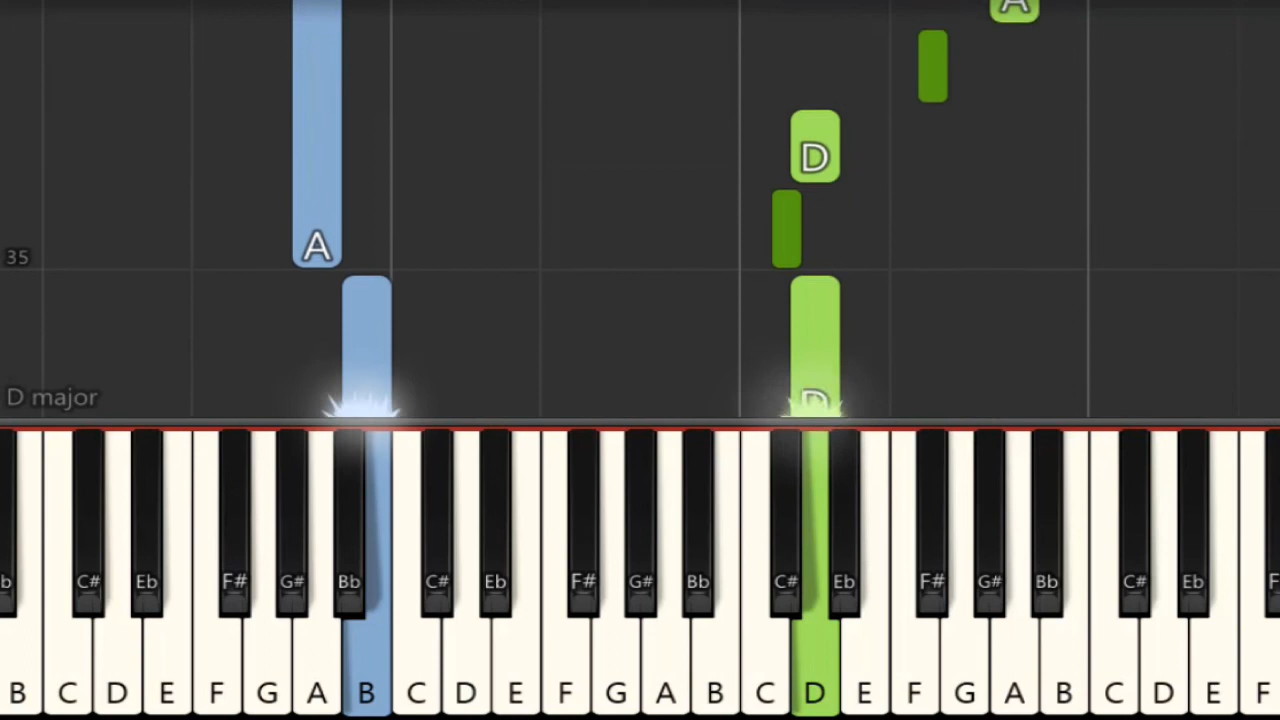 A
D
A
35
D
D major
b C# Eb F# G# Bb C# Eb F# G# Bb C# Eb F# G# Bb C# Eb F
B C D E F G A B C D E F G A B C D E F G A B C D E F